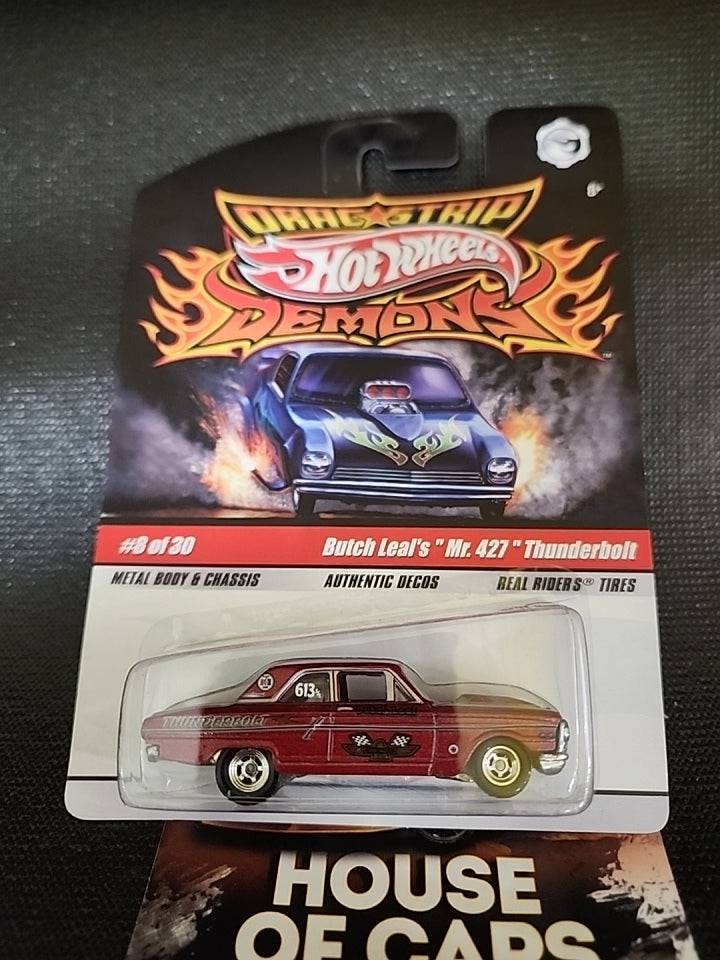 DRAG STRIP
Hot Wheels
DEMONS
™
#8 of 30
Butch Leal's "Mr. 427" Thunderbolt
METAL BODY & CHASSIS
AUTHENTIC DECOS
REAL RIDERS® TIRES
613
THUNDERBOLT
HOUSE
OF CARS